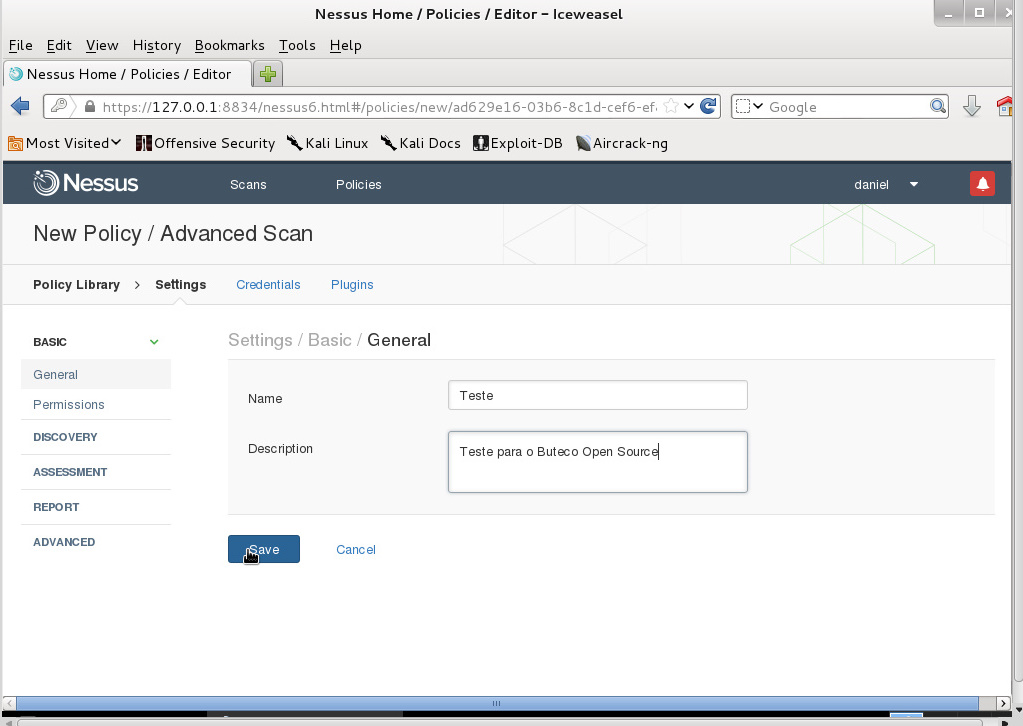 Nessus Home / Policies / Editor - Iceweasel
File Edit View History Bookmarks Tools Help
Nessus Home / Policies / Editor
https://127.0.0.1:8834/nessus6.html#/policies/new/ad629e16-03b6-8c1d-cef6-ef
Google
Most Visited Offensive Security Kali Linux Kali Docs Exploit-DB Aircrack-ng
Nessus Scans Policies daniel
New Policy / Advanced Scan
Policy Library > Settings Credentials Plugins
BASIC
General
Permissions
DISCOVERY
ASSESSMENT
REPORT
ADVANCED
Settings / Basic / General
Name Teste
Description Teste para o Buteco Open Source
Save Cancel